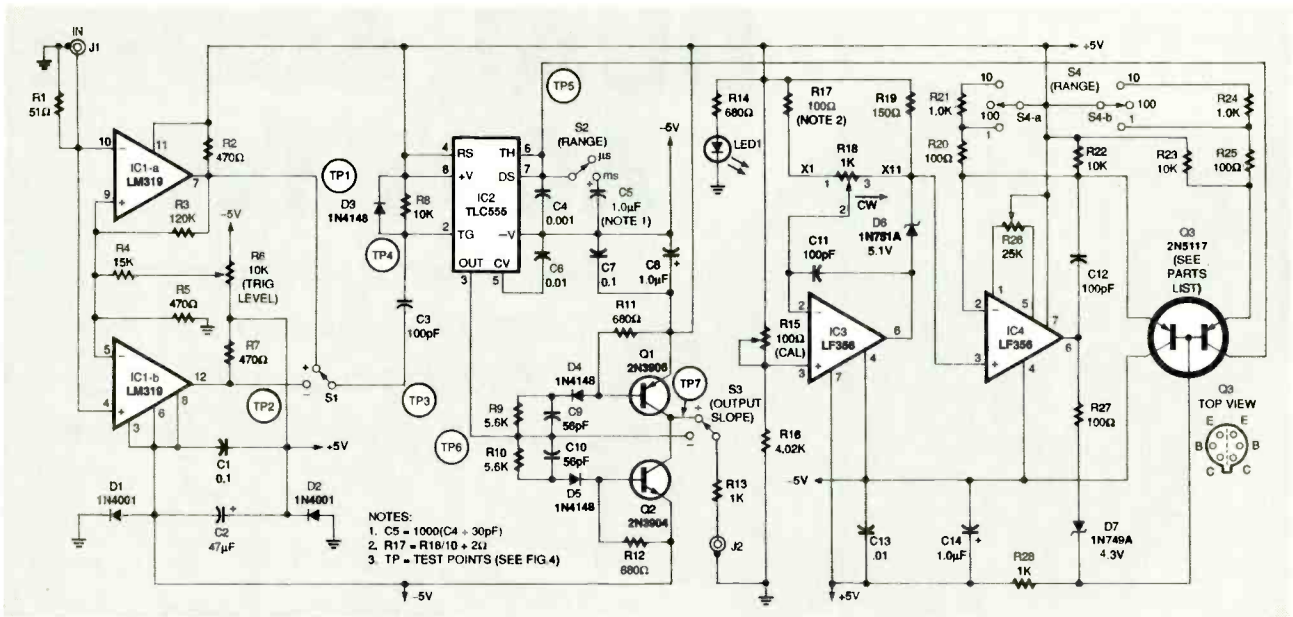 IN
J1
R1
51Ω
10
11
−
IC1-a
LM319
9
+
7
R2
470Ω
R3
120K
R4
15K
R5
470Ω
−5V
R6
10K
(TRIG
LEVEL)
R7
470Ω
5
−
IC1-b
LM319
4
+
12
3
6
8
TP1
TP2
+
−
S1
TP3
C1
0.1
+5V
D1
1N4001
C2
47µF
+
D2
1N4001
D3
1N4148
R8
10K
TP4
C3
100pF
4
RS
TH
6
8
+V
DS
7
IC2
TLC555
2
TG
−V
1
OUT
CV
3
5
TP5
S2
(RANGE)
µs
ms
C4
0.001
C5
1.0µF
(NOTE 1)
+
C6
0.01
C7
0.1
C8
1.0µF
+
−5V
R11
680Ω
D4
1N4148
Q1
2N3906
R9
5.6K
C9
56pF
R10
5.6K
C10
56pF
TP6
D5
1N4148
Q2
2N3904
R12
680Ω
TP7
S3
(OUTPUT
SLOPE)
+
−
R13
1K
J2
NOTES:
1. C5 = 1000(C4 + 30pF)
2. R17 = R18/10 + 2Ω
3. TP = TEST POINTS (SEE FIG.4)
−5V
R14
680Ω
LED1
R17
100Ω
(NOTE 2)
R19
150Ω
R18
1K
X1
1
3
X11
2
CW
D6
1N751A
5.1V
C11
100pF
R15
100Ω
(CAL)
2
−
IC3
LF356
3
+
6
4
7
R16
4.02K
−5V
C13
.01
C14
1.0µF
+
+5V
R28
1K
+5V
10
S4
(RANGE)
10
R21
1.0K
100
S4-a
S4-b
100
1
1
R24
1.0K
R20
100Ω
R22
10K
R23
10K
R25
100Ω
R26
25K
1
5
2
−
IC4
LF356
3
+
7
6
4
C12
100pF
R27
100Ω
D7
1N749A
4.3V
Q3
2N5117
(SEE
PARTS
LIST)
Q3
TOP VIEW
E
E
B
B
C
C